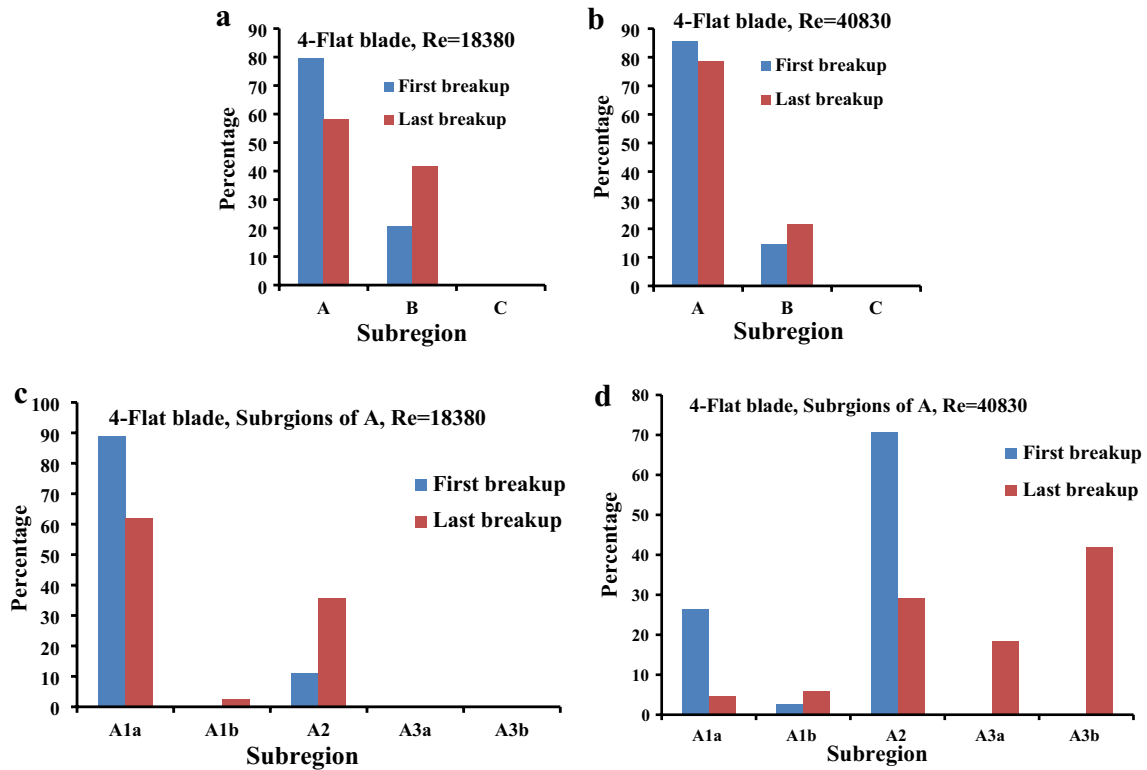 a
4-Flat blade, Re=18380
First breakup
Last breakup
Percentage
90
80
70
60
50
40
30
20
10
0
A B C
Subregion
b
4-Flat blade, Re=40830
First breakup
Last breakup
Percentage
90
80
70
60
50
40
30
20
10
0
A B C
Subregion
c
4-Flat blade, Subrgions of A, Re=18380
First breakup
Last breakup
Percentage
100
90
80
70
60
50
40
30
20
10
0
A1a A1b A2 A3a A3b
Subregion
d
4-Flat blade, Subrgions of A, Re=40830
First breakup
Last breakup
Percentage
80
70
60
50
40
30
20
10
0
A1a A1b A2 A3a A3b
Subregion